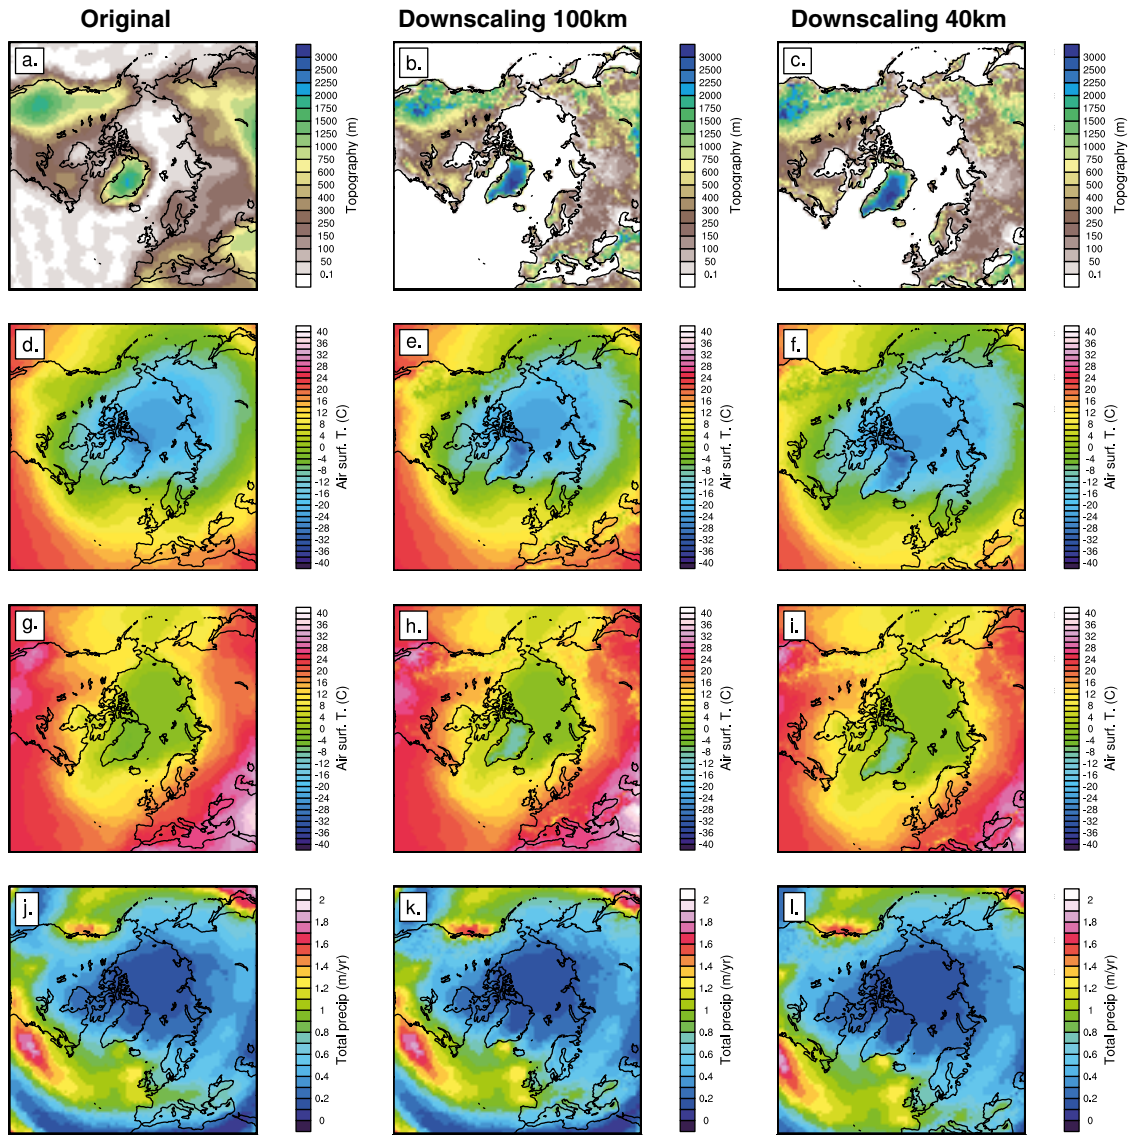 Original Downscaling 100km Downscaling 40km
a. b. c.
3000 3000 3000
2500 2500 2500
2250 2250 2250
2000 2000 2000
1750 1750 1750
1500 1500 1500
1250 1250 1250
1000 1000 1000
750 750 750
600 600 600
500 500 500
400 400 400
300 300 300
250 250 250
150 150 150
100 100 100
50 50 50
0.1 0.1 0.1
Topography (m) Topography (m) Topography (m)
d. e. f.
40 40 40
36 36 36
32 32 32
28 28 28
24 24 24
20 20 20
16 16 16
12 12 12
8 8 8
4 4 4
0 0 0
-4 -4 -4
-8 -8 -8
-12 -12 -12
-16 -16 -16
-20 -20 -20
-24 -24 -24
-28 -28 -28
-32 -32 -32
-36 -36 -36
-40 -40 -40
Air surf. T. (C) Air surf. T. (C) Air surf. T. (C)
g. h. i.
40 40 40
36 36 36
32 32 32
28 28 28
24 24 24
20 20 20
16 16 16
12 12 12
8 8 8
4 4 4
0 0 0
-4 -4 -4
-8 -8 -8
-12 -12 -12
-16 -16 -16
-20 -20 -20
-24 -24 -24
-28 -28 -28
-32 -32 -32
-36 -36 -36
-40 -40 -40
Air surf. T. (C) Air surf. T. (C) Air surf. T. (C)
j. k. l.
2 2 2
1.8 1.8 1.8
1.6 1.6 1.6
1.4 1.4 1.4
1.2 1.2 1.2
1 1 1
0.8 0.8 0.8
0.6 0.6 0.6
0.4 0.4 0.4
0.2 0.2 0.2
0 0 0
Total precip (m/yr) Total precip (m/yr) Total precip (m/yr)